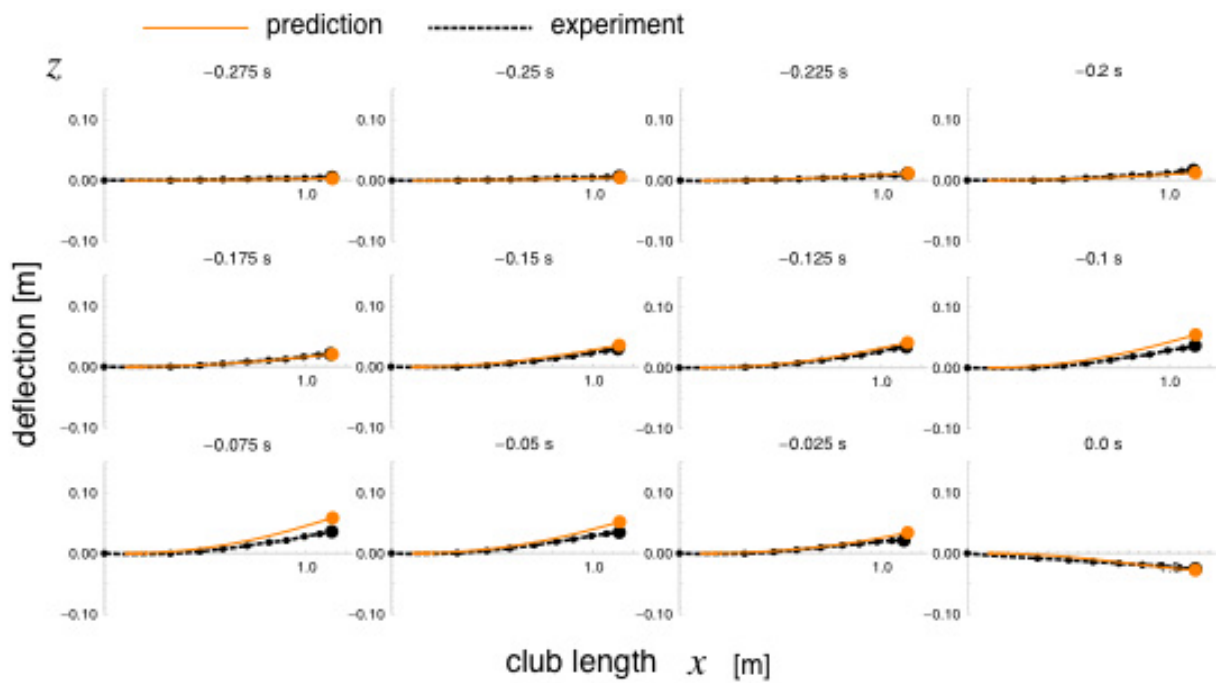 prediction experiment
z
−0.275 s −0.25 s −0.225 s −0.2 s
0.10 0.10 0.10 0.10
0.00 0.00 0.00 0.00
1.0 1.0 1.0 1.0
−0.10 −0.10 −0.10 −0.10
−0.175 s −0.15 s −0.125 s −0.1 s
deflection [m]
0.10 0.10 0.10 0.10
0.00 0.00 0.00 0.00
1.0 1.0 1.0 1.0
−0.10 −0.10 −0.10 −0.10
−0.075 s −0.05 s −0.025 s 0.0 s
0.10 0.10 0.10 0.10
0.00 0.00 0.00 0.00
1.0 1.0 1.0
−0.10 −0.10 −0.10 −0.10
club length x [m]